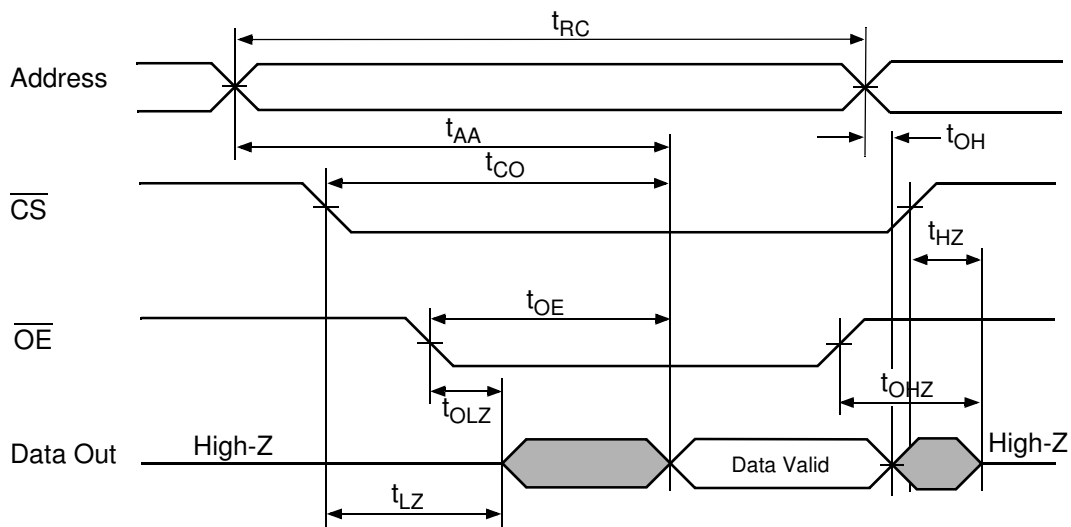 tRC
Address
tAA
tOH
tCO
CS
tHZ
tOE
OE
tOLZ
tOHZ
Data Out
High-Z
Data Valid
High-Z
tLZ